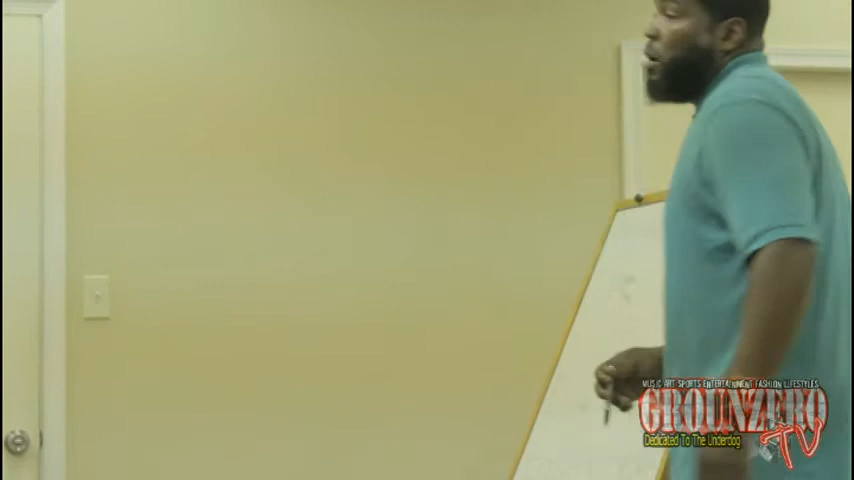 MUSIC ART SPORTS ENTERTAINMENT FASHION LIFESTYLES
GROUNZERO
Dedicated To The Underdog
TV